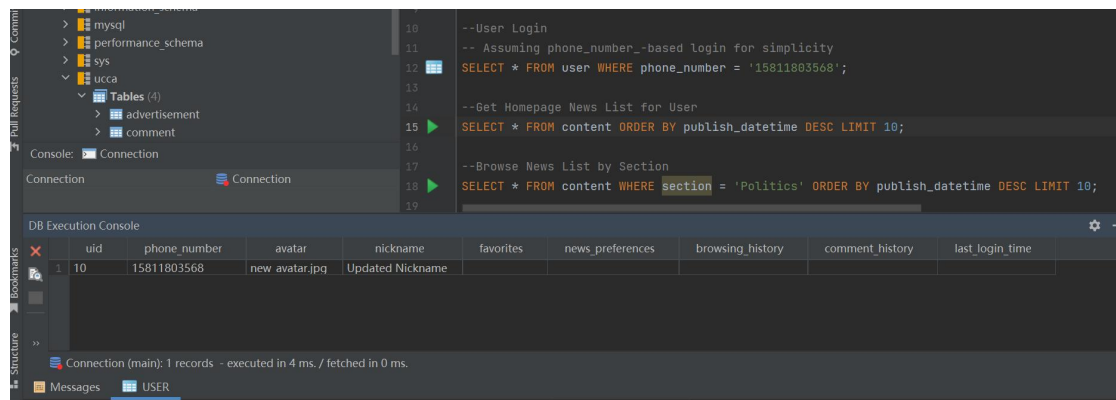 Commi
Pull Requests
information_schema
mysql
performance_schema
sys
ucca
Tables (4)
advertisement
comment
Console: Connection
Connection Connection
10 --User Login
11 -- Assuming phone_number_-based login for simplicity
12 SELECT * FROM user WHERE phone_number = '15811803568';
13
14 --Get Homepage News List for User
15 SELECT * FROM content ORDER BY publish_datetime DESC LIMIT 10;
16
17 --Browse News List by Section
18 SELECT * FROM content WHERE section = 'Politics' ORDER BY publish_datetime DESC LIMIT 10;
19
DB Execution Console
Bookmarks
Structure
uid phone_number avatar nickname favorites news_preferences browsing_history comment_history last_login_time
1 10 15811803568 new_avatar.jpg Updated Nickname
Connection (main): 1 records - executed in 4 ms. / fetched in 0 ms.
Messages USER